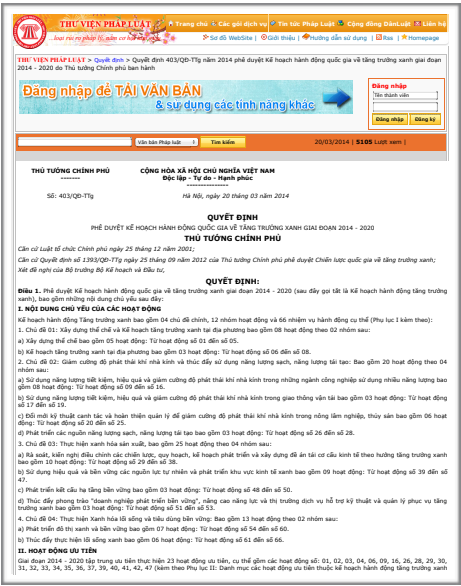 THƯ VIỆN PHÁP LUẬT
Trang chủ Các gói dịch vụ Tin tức Pháp Luật Cộng đồng DânLuật Liên hệ
...loại rủi ro pháp lý, nắm cơ hội
Sơ đồ WebSite | Giới thiệu | Hướng dẫn sử dụng | Rss | Homepage
THƯ VIỆN PHÁP LUẬT > Quyết định > Quyết định 403/QĐ-TTg năm 2014 phê duyệt Kế hoạch hành động quốc gia về tăng trưởng xanh giai đoạn
2014 - 2020 do Thủ tướng Chính phủ ban hành
Đăng nhập để TẢI VĂN BẢN
& sử dụng các tính năng khác
Đăng nhập
Tên thành viên
Đăng nhập Đăng ký
Văn bản Pháp luật Tìm kiếm 20/03/2014 | 5105 Lượt xem |
THỦ TƯỚNG CHÍNH PHỦ
-------
CỘNG HÒA XÃ HỘI CHỦ NGHĨA VIỆT NAM
Độc lập - Tự do - Hạnh phúc
---------------
Số: 403/QĐ-TTg
Hà Nội, ngày 20 tháng 03 năm 2014
QUYẾT ĐỊNH
PHÊ DUYỆT KẾ HOẠCH HÀNH ĐỘNG QUỐC GIA VỀ TĂNG TRƯỞNG XANH GIAI ĐOẠN 2014 - 2020
THỦ TƯỚNG CHÍNH PHỦ
Căn cứ Luật tổ chức Chính phủ ngày 25 tháng 12 năm 2001;
Căn cứ Quyết định số 1393/QĐ-TTg ngày 25 tháng 09 năm 2012 của Thủ tướng Chính phủ phê duyệt Chiến lược quốc gia về tăng trưởng xanh;
Xét đề nghị của Bộ trưởng Bộ Kế hoạch và Đầu tư,
QUYẾT ĐỊNH:
Điều 1. Phê duyệt Kế hoạch hành động quốc gia về tăng trưởng xanh giai đoạn 2014 - 2020 (sau đây gọi tắt là Kế hoạch hành động tăng trưởng
xanh), bao gồm những nội dung chủ yếu sau đây:
I. NỘI DUNG CHỦ YẾU CỦA CÁC HOẠT ĐỘNG
Kế hoạch hành động Tăng trưởng xanh bao gồm 04 chủ đề chính, 12 nhóm hoạt động và 66 nhiệm vụ hành động cụ thể (Phụ lục I kèm theo):
1. Chủ đề 01: Xây dựng thể chế và Kế hoạch tăng trưởng xanh tại địa phương bao gồm 08 hoạt động theo 02 nhóm sau:
a) Xây dựng thể chế bao gồm 05 hoạt động: Từ hoạt động số 01 đến số 05.
b) Kế hoạch tăng trưởng xanh tại địa phương bao gồm 03 hoạt động: Từ hoạt động số 06 đến số 08.
2. Chủ đề 02: Giảm cường độ phát thải khí nhà kính và thúc đẩy sử dụng năng lượng sạch, năng lượng tái tạo: Bao gồm 20 hoạt động theo 04
nhóm sau:
a) Sử dụng năng lượng tiết kiệm, hiệu quả và giảm cường độ phát thải khí nhà kính trong những ngành công nghiệp sử dụng nhiều năng lượng bao
gồm 08 hoạt động: Từ hoạt động số 09 đến số 16.
b) Sử dụng năng lượng tiết kiệm, hiệu quả và giảm cường độ phát thải khí nhà kính trong giao thông vận tải bao gồm 03 hoạt động: Từ hoạt động
số 17 đến số 19.
c) Đổi mới kỹ thuật canh tác và hoàn thiện quản lý để giảm cường độ phát thải khí nhà kính trong nông lâm nghiệp, thủy sản bao gồm 06 hoạt
động: Từ hoạt động số 20 đến số 25.
d) Phát triển các nguồn năng lượng sạch, năng lượng tái tạo bao gồm 03 hoạt động: Từ hoạt động số 26 đến số 28.
3. Chủ đề 03: Thực hiện xanh hóa sản xuất, bao gồm 25 hoạt động theo 04 nhóm sau:
a) Rà soát, kiến nghị điều chỉnh các chiến lược, quy hoạch, kế hoạch phát triển và xây dựng đề án tái cơ cấu kinh tế theo hướng tăng trưởng xanh
bao gồm 10 hoạt động: Từ hoạt động số 29 đến số 38.
b) Sử dụng hiệu quả và bền vững các nguồn lực tự nhiên và phát triển khu vực kinh tế xanh bao gồm 09 hoạt động: Từ hoạt động số 39 đến số
47.
c) Phát triển kết cấu hạ tầng bền vững bao gồm 03 hoạt động: Từ hoạt động số 48 đến số 50.
d) Thúc đẩy phong trào "doanh nghiệp phát triển bền vững", nâng cao năng lực và thị trường dịch vụ hỗ trợ kỹ thuật và quản lý phục vụ tăng
trưởng xanh bao gồm 03 hoạt động: Từ hoạt động số 51 đến số 53.
4. Chủ đề 04: Thực hiện Xanh hóa lối sống và tiêu dùng bền vững: Bao gồm 13 hoạt động theo 02 nhóm sau:
a) Phát triển đô thị xanh và bền vững bao gồm 07 hoạt động: Từ hoạt động số 54 đến số 60.
b) Thúc đẩy thực hiện lối sống xanh bao gồm 06 hoạt động: Từ hoạt động số 61 đến số 66.
II. HOẠT ĐỘNG ƯU TIÊN
Giai đoạn 2014 - 2020 tập trung ưu tiên thực hiện 23 hoạt động ưu tiên, cụ thể gồm các hoạt động số: 01, 02, 03, 04, 06, 09, 16, 26, 28, 29, 30,
31, 32, 33, 34, 35, 36, 37, 39, 40, 41, 42, 47 (kèm theo Phụ lục II: Danh mục các hoạt động ưu tiên thuộc kế hoạch hành động tăng trưởng xanh